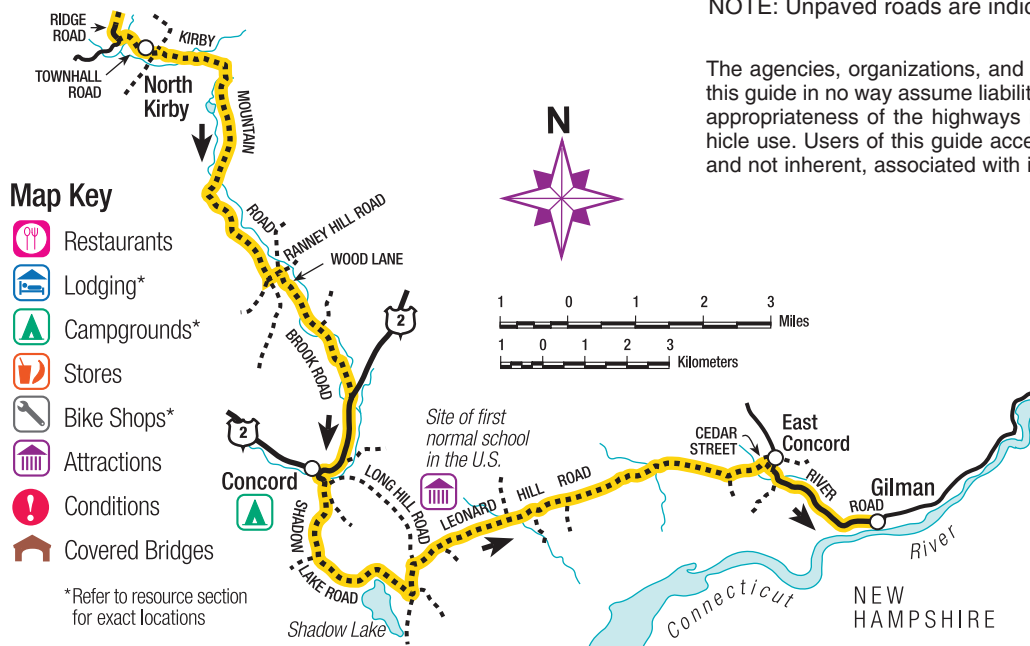 NOTE: Unpaved roads are indic
The agencies, organizations, and
this guide in no way assume liabilit
appropriateness of the highways
hicle use. Users of this guide acce
and not inherent, associated with i
RIDGE
ROAD
KIRBY
TOWNHALL
ROAD
North
Kirby
MOUNTAIN
ROAD
N
Map Key
Restaurants
Lodging*
Campgrounds*
Stores
Bike Shops*
Attractions
Conditions
Covered Bridges
*Refer to resource section
for exact locations
RANNEY HILL ROAD
WOOD LANE
BROOK ROAD
2
2
1 0 1 2 3
Miles
1 0 1 2 3
Kilometers
Concord
Site of first
normal school
in the U.S.
LONG HILL ROAD
SHADOW
LAKE ROAD
Shadow Lake
LEONARD HILL ROAD
CEDAR
STREET
East
Concord
RIVER
ROAD
Gilman
Connecticut
River
NEW
HAMPSHIRE